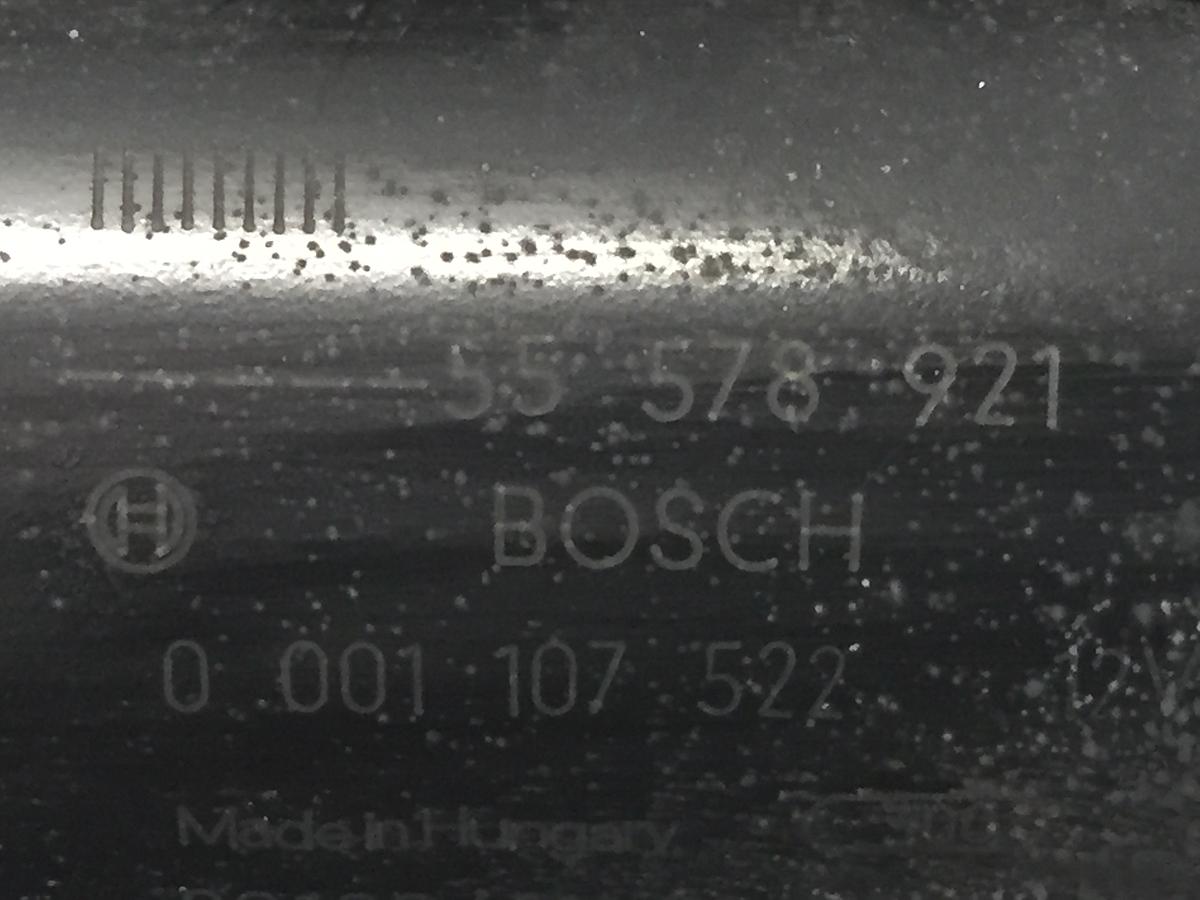 55 578 921
BOSCH
0 001 107 522 12V
Made in Hungary